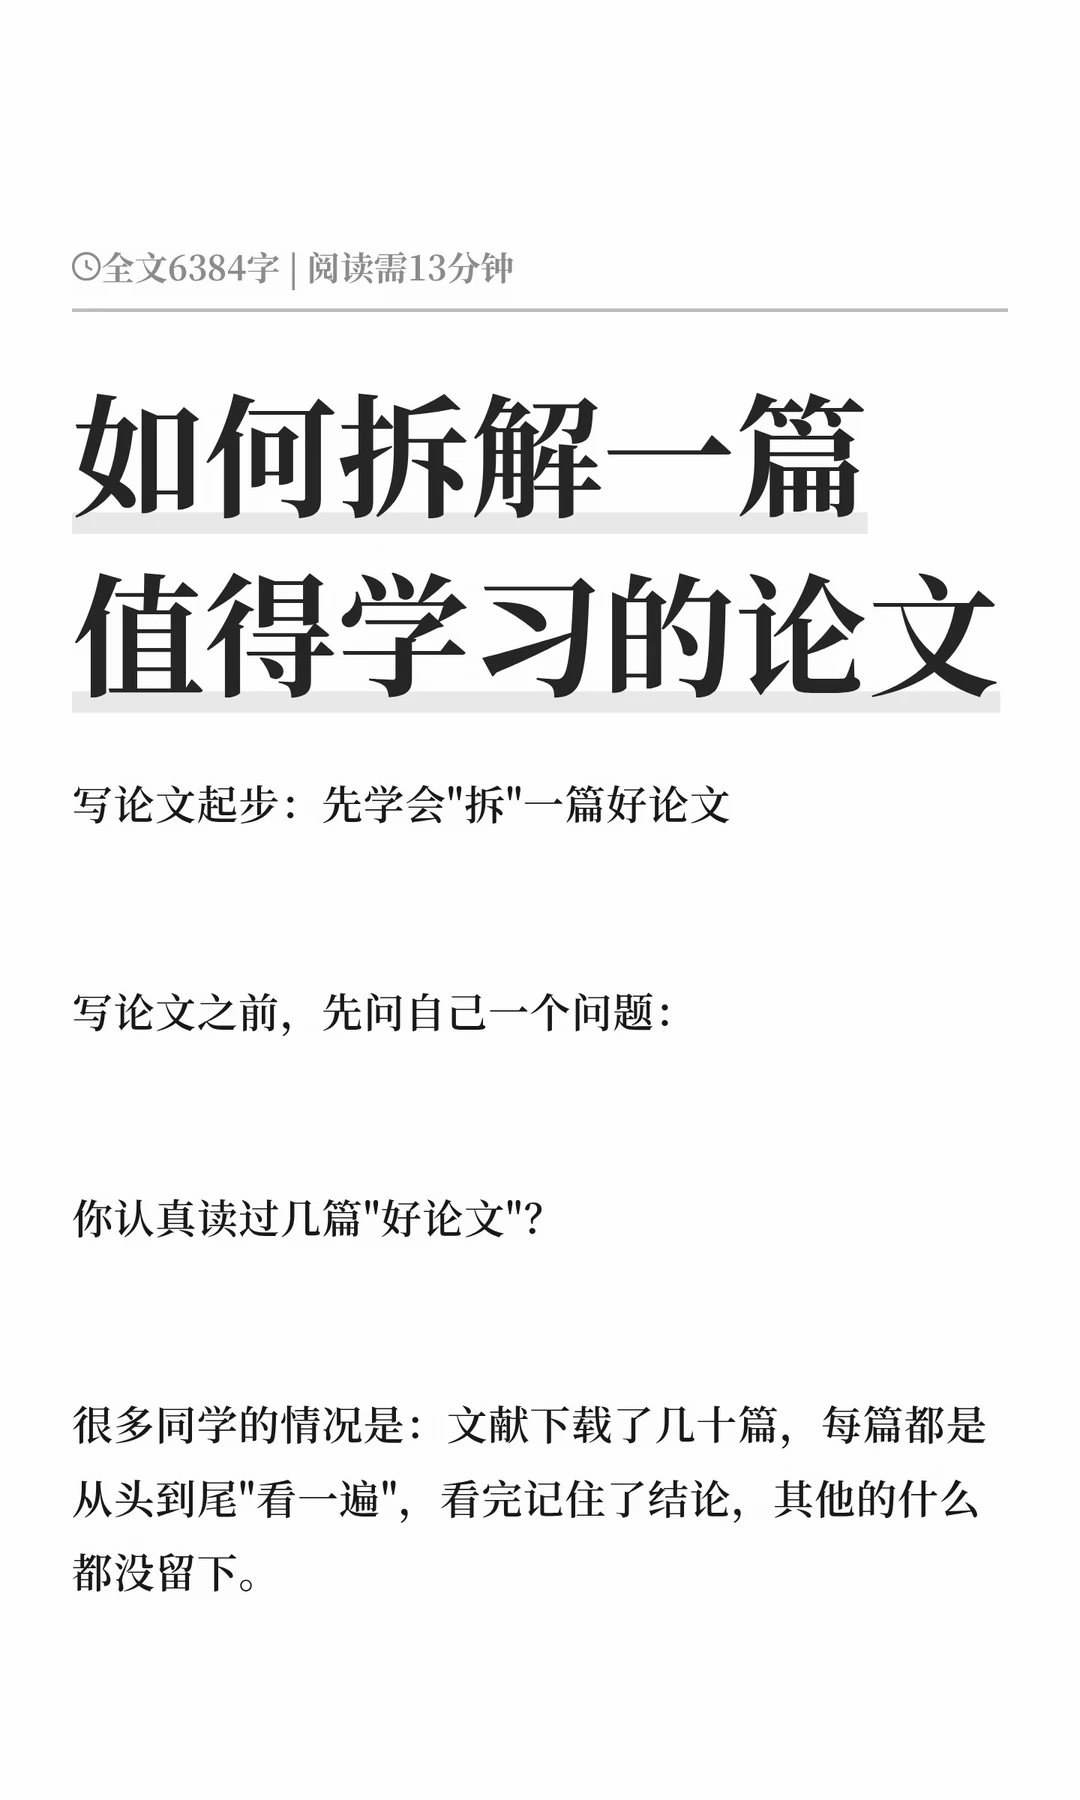 全文6384字 | 阅读需13分钟
如何拆解一篇
值得学习的论文
写论文起步：先学会"拆"一篇好论文
写论文之前，先问自己一个问题：
你认真读过几篇"好论文"？
很多同学的情况是：文献下载了几十篇，每篇都是
从头到尾"看一遍"，看完记住了结论，其他的什么
都没留下。